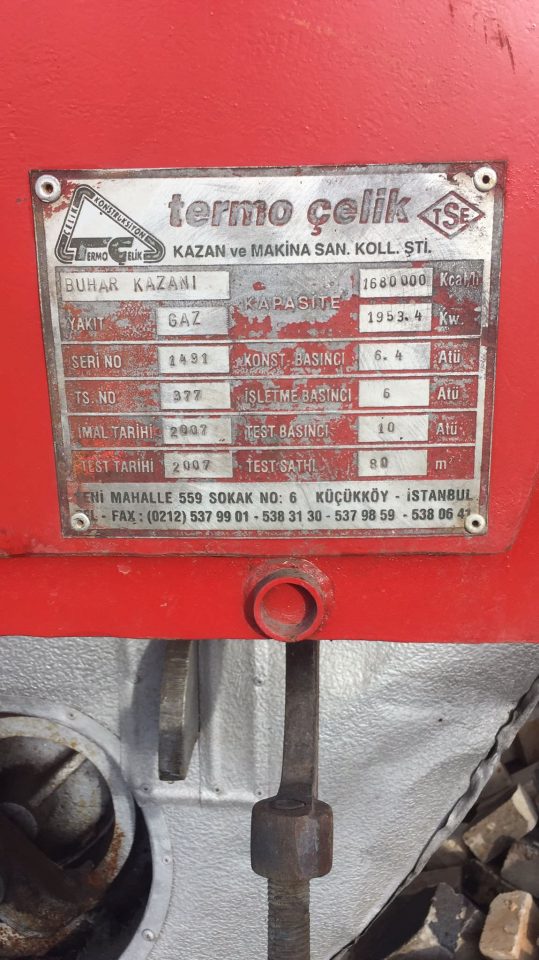 ÇELİK KONSTRÜKSİYON
TERMO ÇELİK
termo çelik
TSE
KAZAN ve MAKİNA SAN. KOLL. ŞTİ.
BUHAR KAZANI KAPASİTE 1680000 Kcal/h
YAKIT GAZ 1953.4 Kw
SERİ NO 1491 KONST-BASINCI 6.4 Atü
TS. NO 377 İŞLETME BASINCI 6 Atü
İMAL TARİHİ 2007 TEST BASINCI 10 Atü
TEST TARİHİ 2007 TEST SATHI 80 m²
YENİ MAHALLE 559 SOKAK NO: 6 KÜÇÜKKÖY - İSTANBUL
TEL - FAX : (0212) 537 99 01 - 538 31 30 - 537 98 59 - 538 06 41